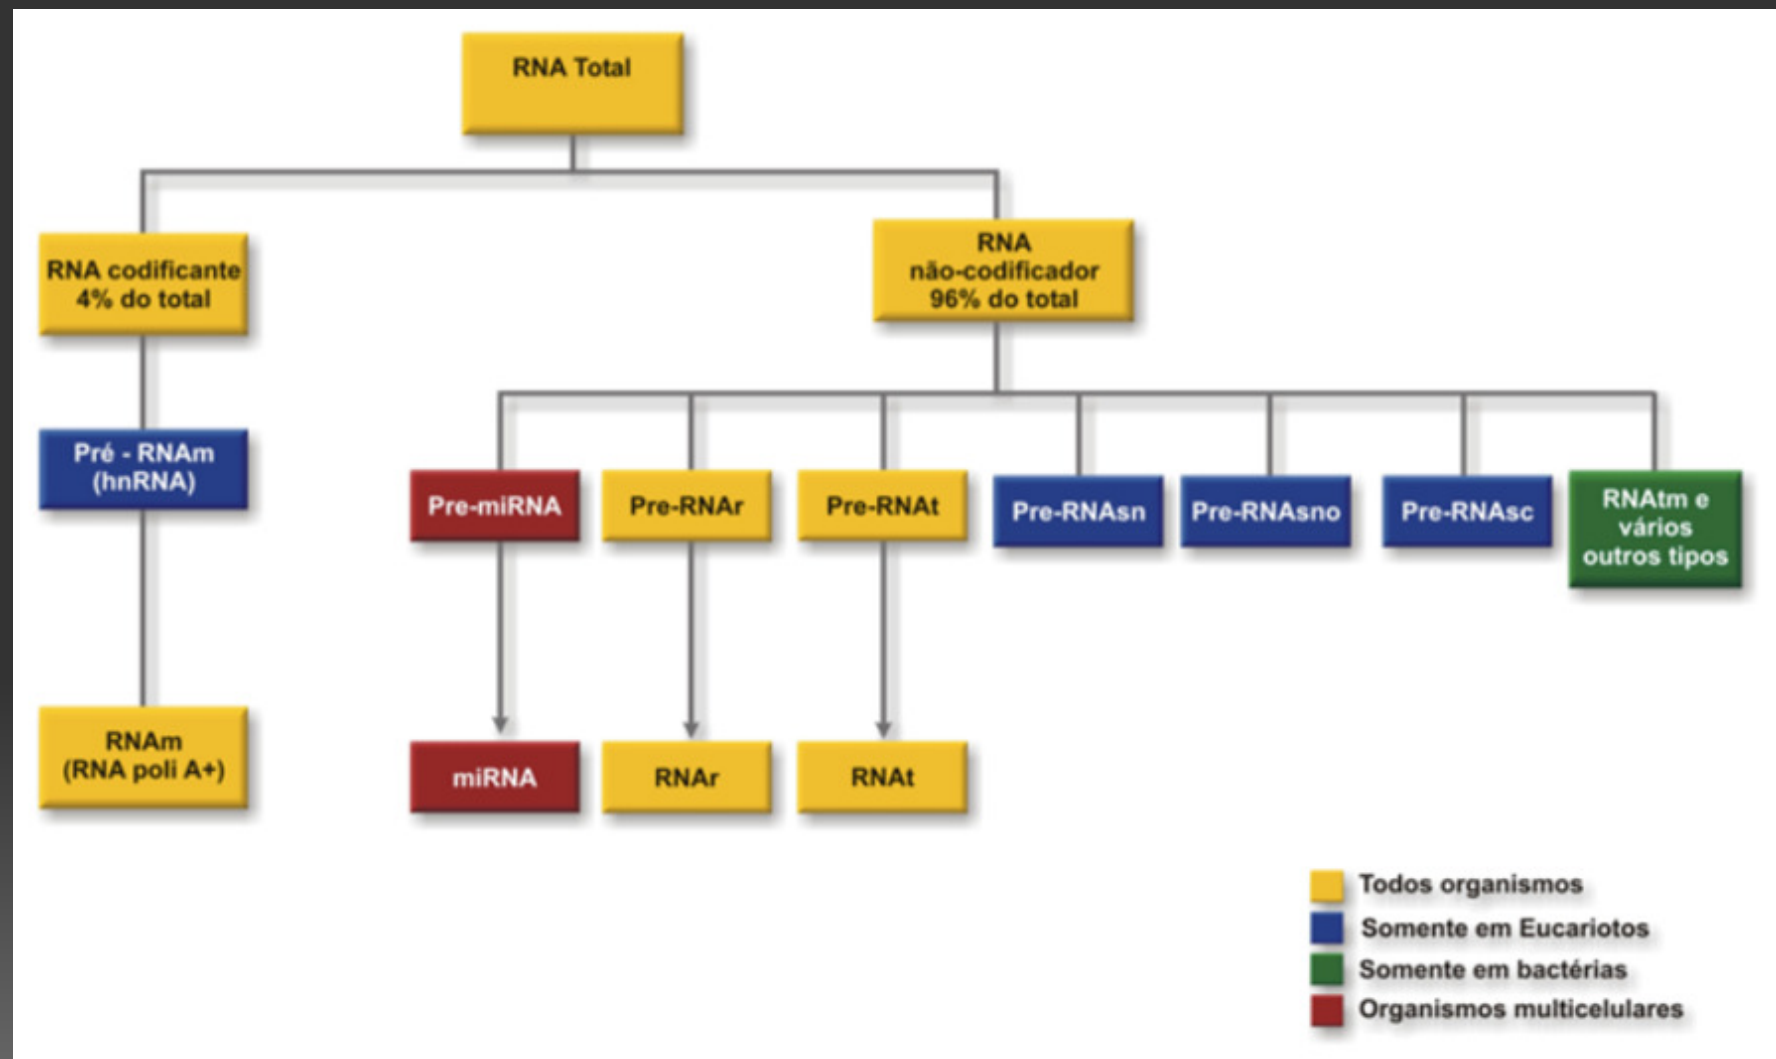 RNA Total
RNA codificante
4% do total
RNA
não-codificador
96% do total
Pré - RNAm
(hnRNA)
Pre-miRNA
Pre-RNAr
Pre-RNAt
Pre-RNAsn
Pre-RNAsno
Pre-RNAsc
RNAtm e
vários
outros tipos
RNAm
(RNA poli A+)
miRNA
RNAr
RNAt
Todos organismos
Somente em Eucariotos
Somente em bactérias
Organismos multicelulares